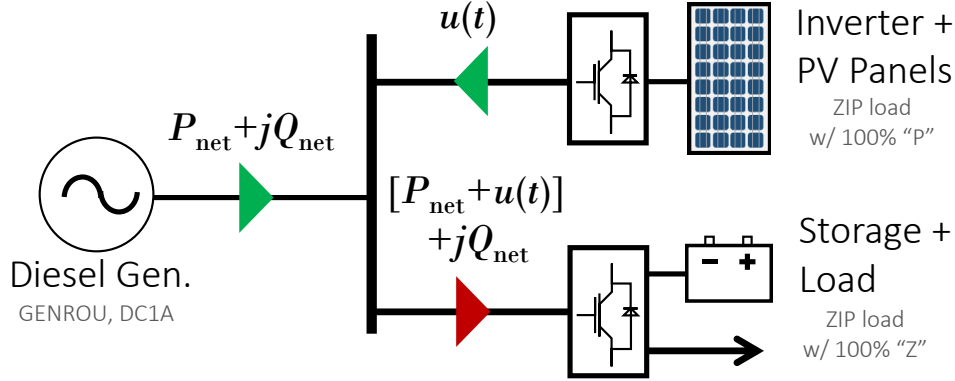 u(t)
Inverter +
PV Panels
ZIP load
w/ 100% “P”
P_net+jQ_net
[P_net+u(t)]
+jQ_net
Diesel Gen.
GENROU, DC1A
Storage +
Load
ZIP load
w/ 100% “Z”